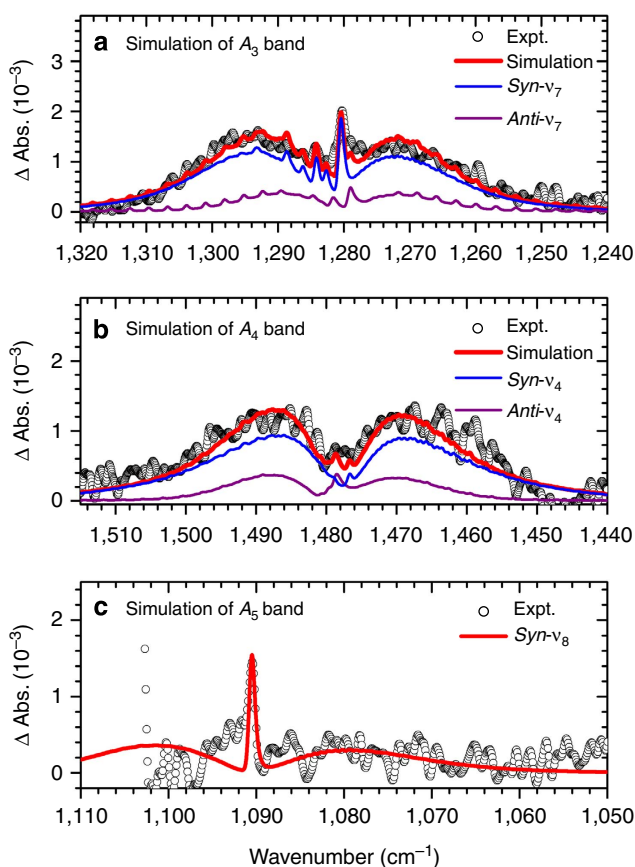 a Simulation of A3 band
Expt.
Simulation
Syn-ν7
Anti-ν7
Δ Abs. (10−3)
3
2
1
0
1,320 1,310 1,300 1,290 1,280 1,270 1,260 1,250 1,240
b Simulation of A4 band
Expt.
Simulation
Syn-ν4
Anti-ν4
Δ Abs. (10−3)
2
1
0
1,510 1,500 1,490 1,480 1,470 1,460 1,450 1,440
c Simulation of A5 band
Expt.
Syn-ν8
Δ Abs. (10−3)
2
1
0
1,110 1,100 1,090 1,080 1,070 1,060 1,050
Wavenumber (cm−1)